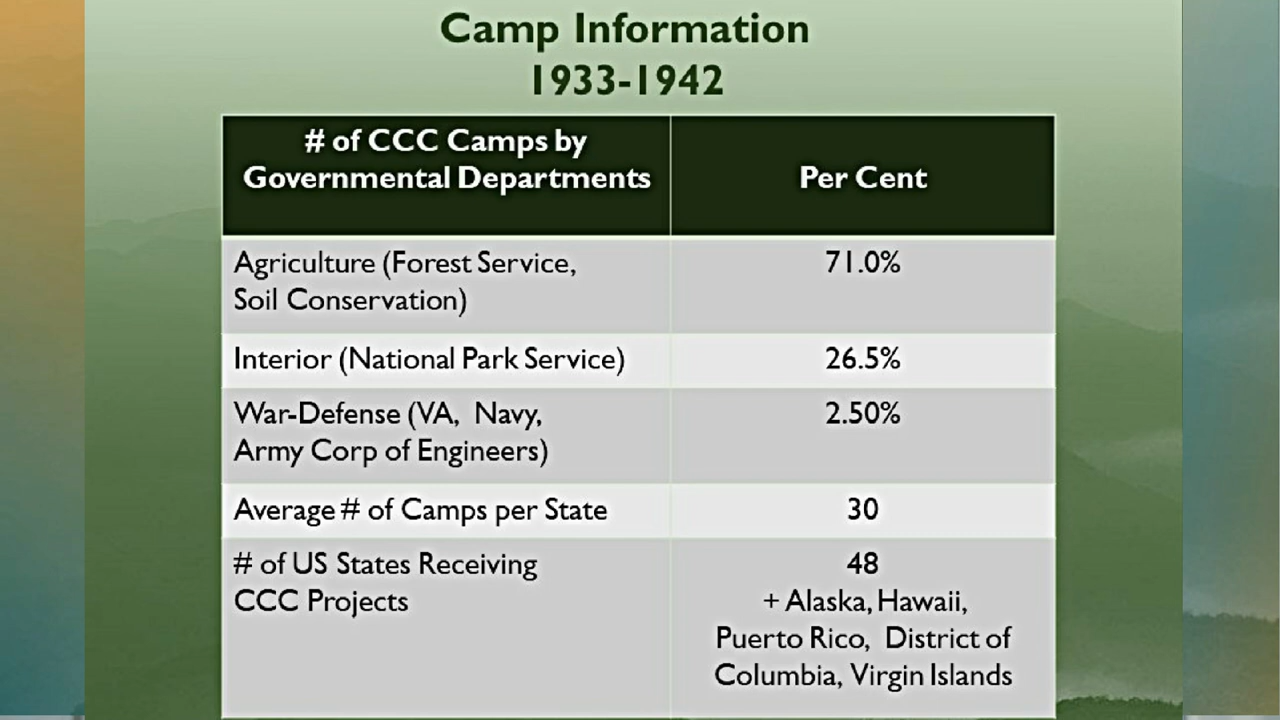 Camp Information
1933-1942
# of CCC Camps by
Governmental Departments
Per Cent
Agriculture (Forest Service,
Soil Conservation)
71.0%
Interior (National Park Service)
26.5%
War-Defense (VA, Navy,
Army Corp of Engineers)
2.50%
Average # of Camps per State
30
# of US States Receiving
CCC Projects
48
+ Alaska, Hawaii,
Puerto Rico, District of
Columbia, Virgin Islands